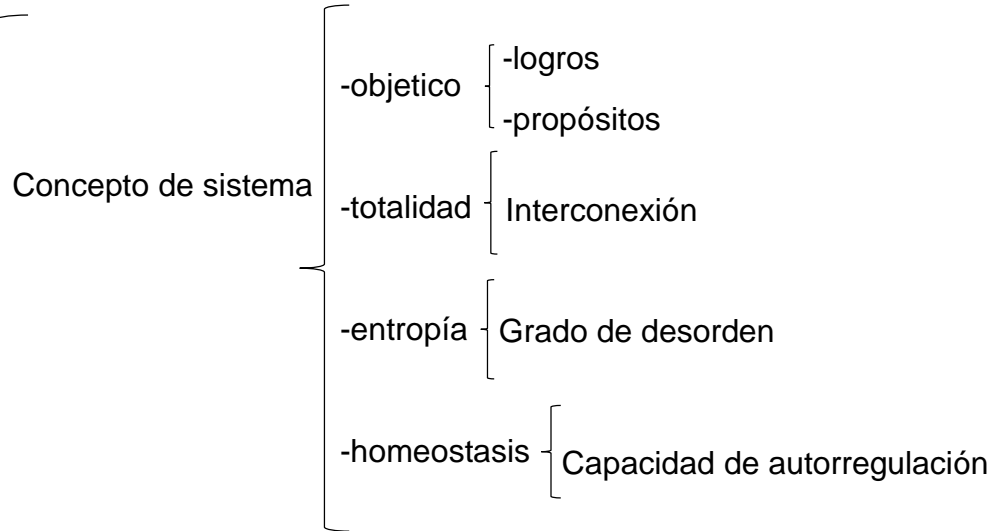 Concepto de sistema
-objetico
-logros
-propósitos
-totalidad
Interconexión
-entropía
Grado de desorden
-homeostasis
Capacidad de autorregulación